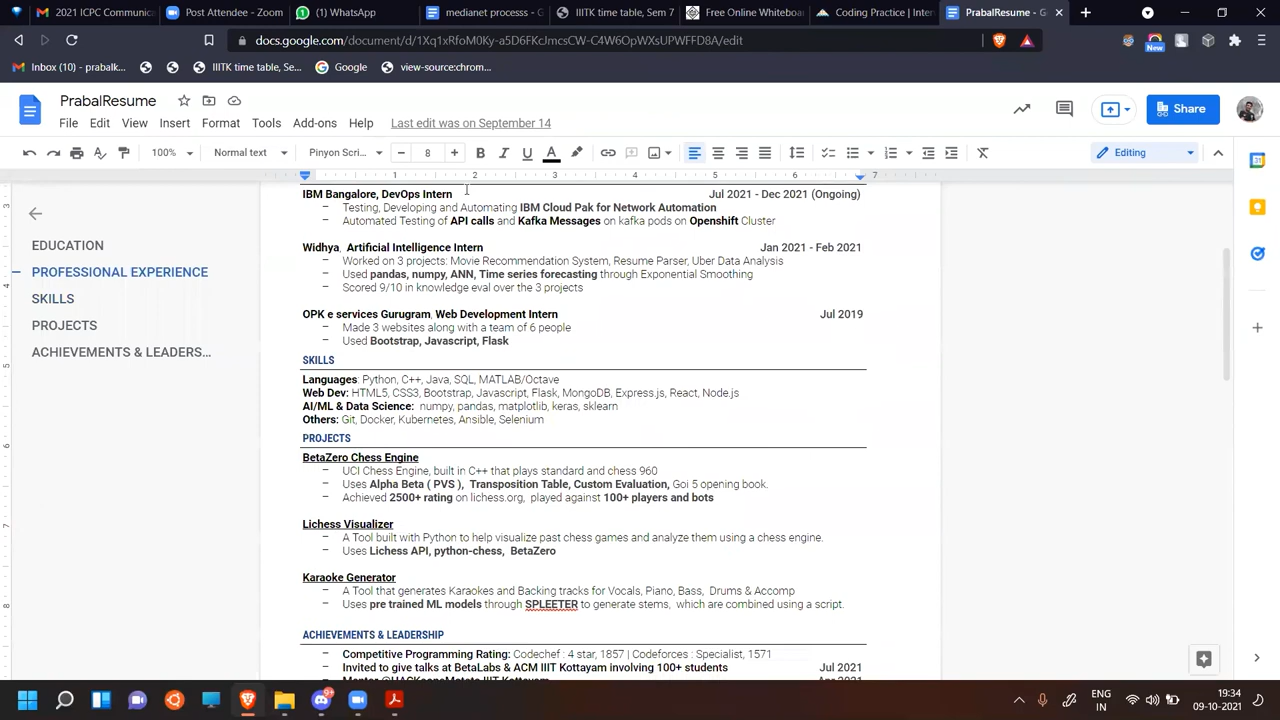 2021 ICPC Communic
Post Attendee - Zoom
(1) WhatsApp
medianet processs - G
IIITK time table, Sem 7
Free Online Whiteboar
Coding Practice | Inter
PrabalResume - G
docs.google.com/document/d/1Xq1xRfoM0Ky-a5D6FKcJmcsCW-C4W6OpWXsUPWFFD8A/edit
New
Inbox (10) - prabalk...
IIITK time table, Se...
Google
view-source:chrom...
PrabalResume
File Edit View Insert Format Tools Add-ons Help Last edit was on September 14
Share
100% Normal text Pinyon Scri... 8 Editing
1 2 3 4 5 6 7
IBM Bangalore, DevOps Intern Jul 2021 - Dec 2021 (Ongoing)
– Testing, Developing and Automating IBM Cloud Pak for Network Automation
– Automated Testing of API calls and Kafka Messages on kafka pods on Openshift Cluster
Widhya, Artificial Intelligence Intern Jan 2021 - Feb 2021
– Worked on 3 projects: Movie Recommendation System, Resume Parser, Uber Data Analysis
– Used pandas, numpy, ANN, Time series forecasting through Exponential Smoothing
– Scored 9/10 in knowledge eval over the 3 projects
OPK e services Gurugram, Web Development Intern Jul 2019
– Made 3 websites along with a team of 6 people
– Used Bootstrap, Javascript, Flask
SKILLS
Languages: Python, C++, Java, SQL, MATLAB/Octave
Web Dev: HTML5, CSS3, Bootstrap, Javascript, Flask, MongoDB, Express.js, React, Node.js
AI/ML & Data Science: numpy, pandas, matplotlib, keras, sklearn
Others: Git, Docker, Kubernetes, Ansible, Selenium
PROJECTS
BetaZero Chess Engine
– UCI Chess Engine, built in C++ that plays standard and chess 960
– Uses Alpha Beta ( PVS ), Transposition Table, Custom Evaluation, Goi 5 opening book.
– Achieved 2500+ rating on lichess.org, played against 100+ players and bots
Lichess Visualizer
– A Tool built with Python to help visualize past chess games and analyze them using a chess engine.
– Uses Lichess API, python-chess, BetaZero
Karaoke Generator
– A Tool that generates Karaokes and Backing tracks for Vocals, Piano, Bass, Drums & Accomp
– Uses pre trained ML models through SPLEETER to generate stems, which are combined using a script.
ACHIEVEMENTS & LEADERSHIP
– Competitive Programming Rating: Codechef : 4 star, 1857 | Codeforces : Specialist, 1571
– Invited to give talks at BetaLabs & ACM IIIT Kottayam involving 100+ students Jul 2021
EDUCATION
PROFESSIONAL EXPERIENCE
SKILLS
PROJECTS
ACHIEVEMENTS & LEADERS...
3
4
5
6
7
8
9+
ENG
IN
19:34
09-10-2021